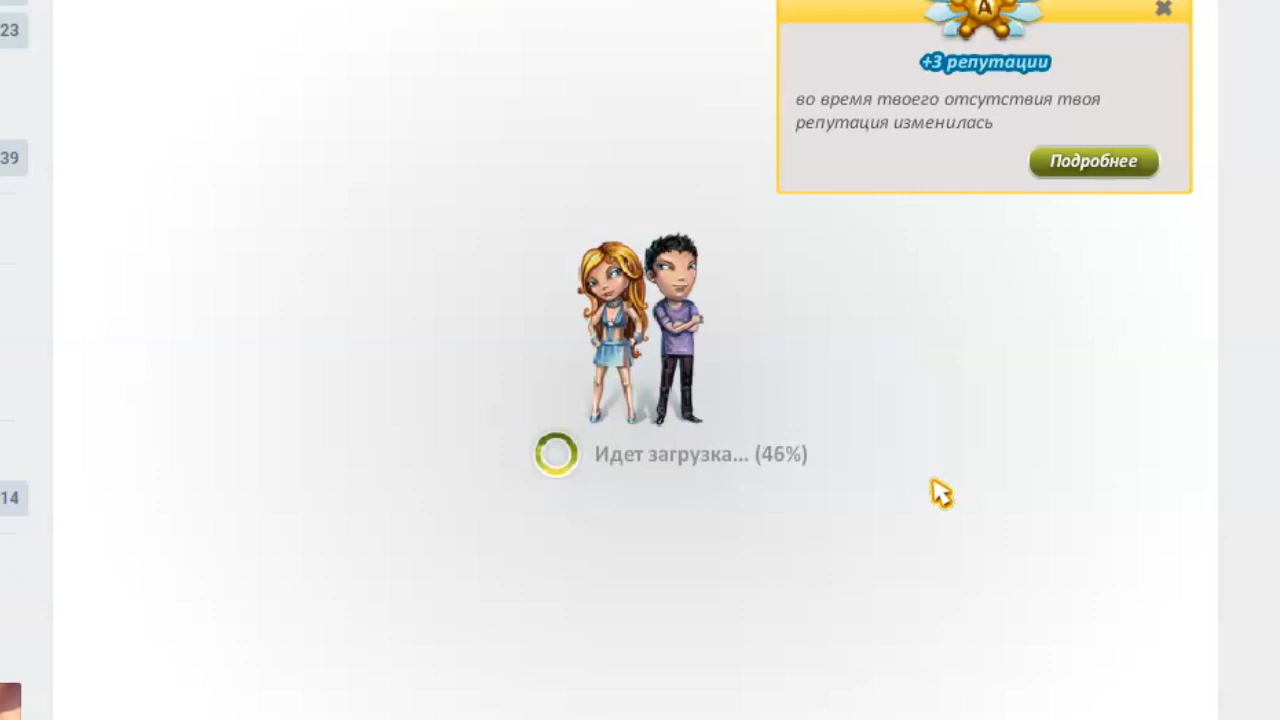 23
A
+3 репутации
во время твоего отсутствия твоя
репутация изменилась
39
Подробнее
Идет загрузка... (46%)
14